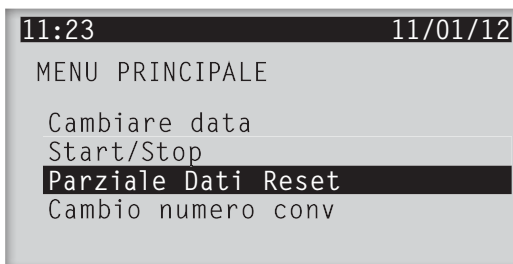 11:23 11/01/12
MENU PRINCIPALE
Cambiare data
Start/Stop
Parziale Dati Reset
Cambio numero conv